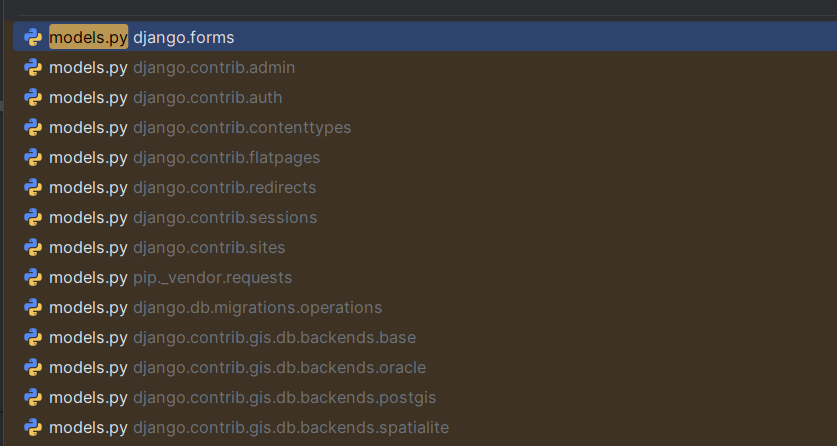 models.py django.forms
models.py django.contrib.admin
models.py django.contrib.auth
models.py django.contrib.contenttypes
models.py django.contrib.flatpages
models.py django.contrib.redirects
models.py django.contrib.sessions
models.py django.contrib.sites
models.py pip._vendor.requests
models.py django.db.migrations.operations
models.py django.contrib.gis.db.backends.base
models.py django.contrib.gis.db.backends.oracle
models.py django.contrib.gis.db.backends.postgis
models.py django.contrib.gis.db.backends.spatialite